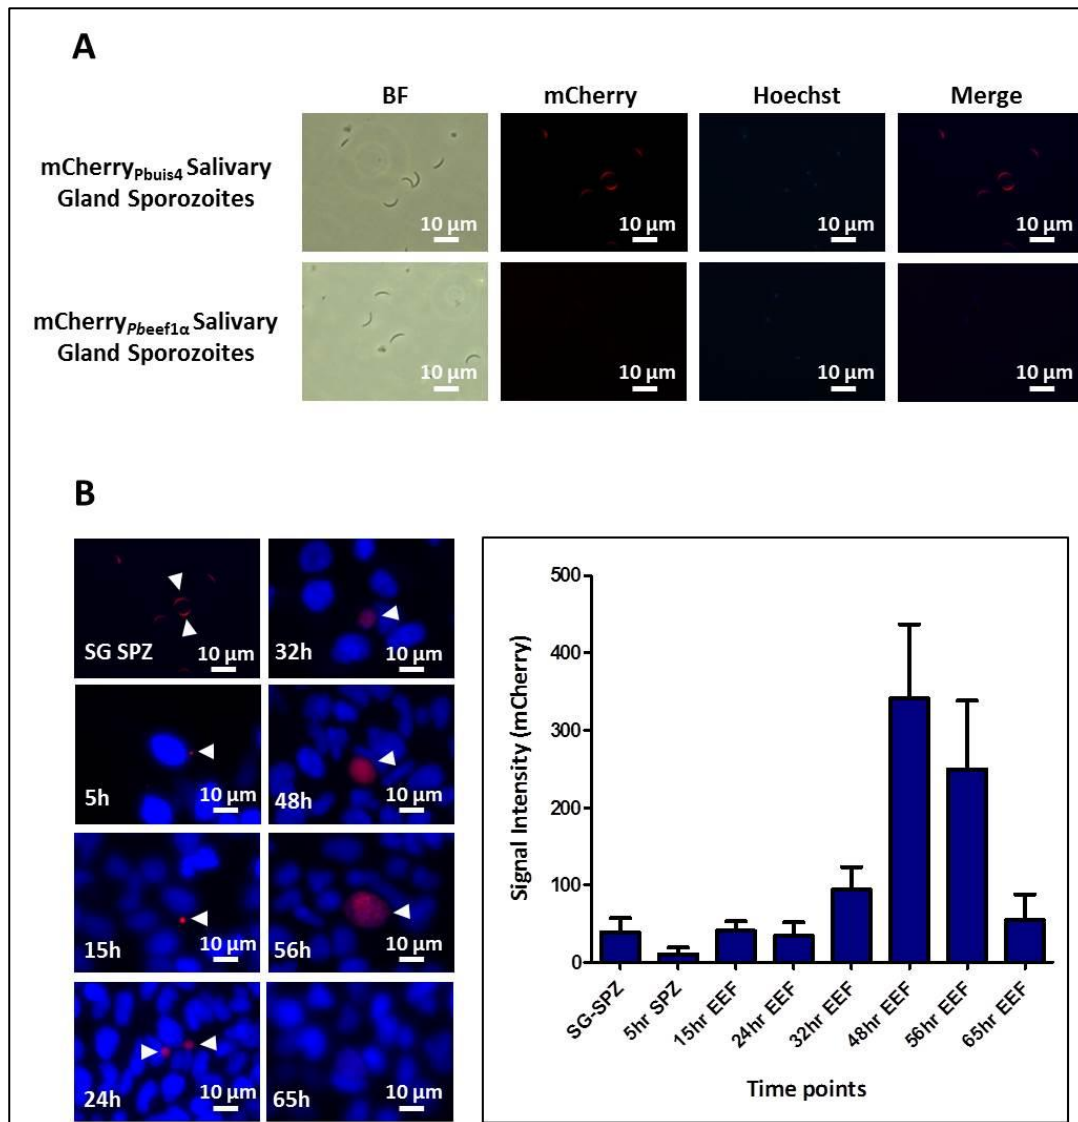 A
BF mCherry Hoechst Merge
mCherryPbuis4 Salivary
Gland Sporozoites
10 µm 10 µm 10 µm 10 µm
mCherryPbeef1α Salivary
Gland Sporozoites
10 µm 10 µm 10 µm 10 µm
B
SG SPZ 10 µm
32h 10 µm
5h 10 µm
48h 10 µm
15h 10 µm
56h 10 µm
24h 10 µm
65h 10 µm
Signal Intensity (mCherry)
500
400
300
200
100
0
SG-SPZ
5hr SPZ
15hr EEF
24hr EEF
32hr EEF
48hr EEF
56hr EEF
65hr EEF
Time points